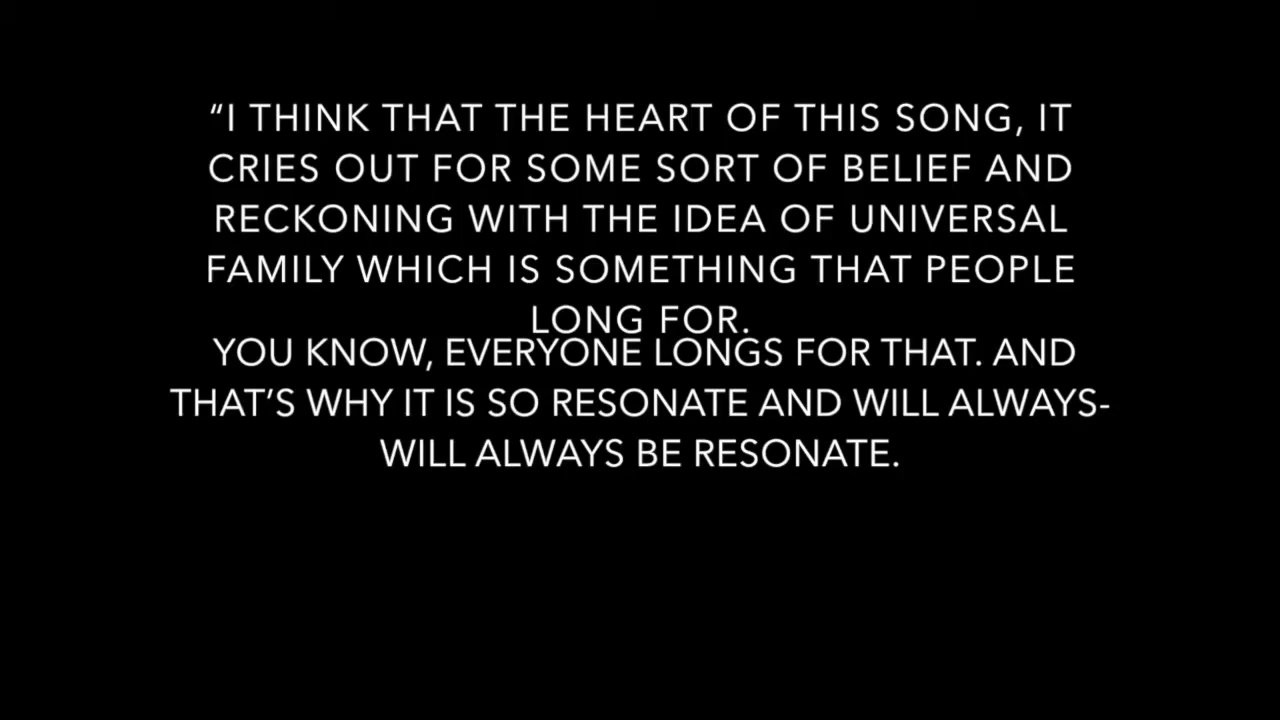 “I THINK THAT THE HEART OF THIS SONG, IT
CRIES OUT FOR SOME SORT OF BELIEF AND
RECKONING WITH THE IDEA OF UNIVERSAL
FAMILY WHICH IS SOMETHING THAT PEOPLE
LONG FOR.
YOU KNOW, EVERYONE LONGS FOR THAT. AND
THAT’S WHY IT IS SO RESONATE AND WILL ALWAYS-
WILL ALWAYS BE RESONATE.